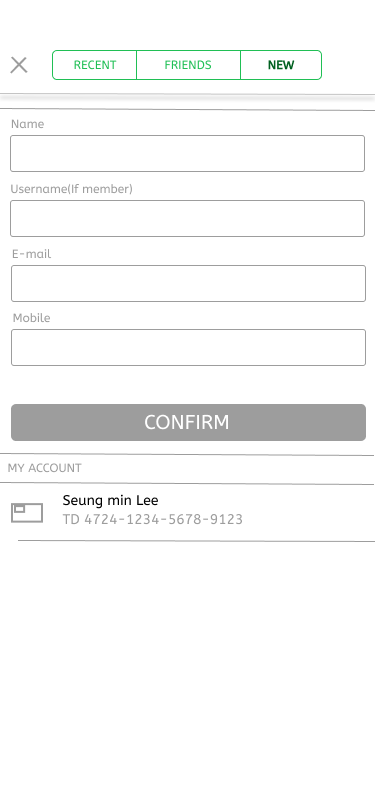 RECENT FRIENDS NEW
Name
Username(If member)
E-mail
Mobile
CONFIRM
MY ACCOUNT
Seung min Lee
TD 4724-1234-5678-9123